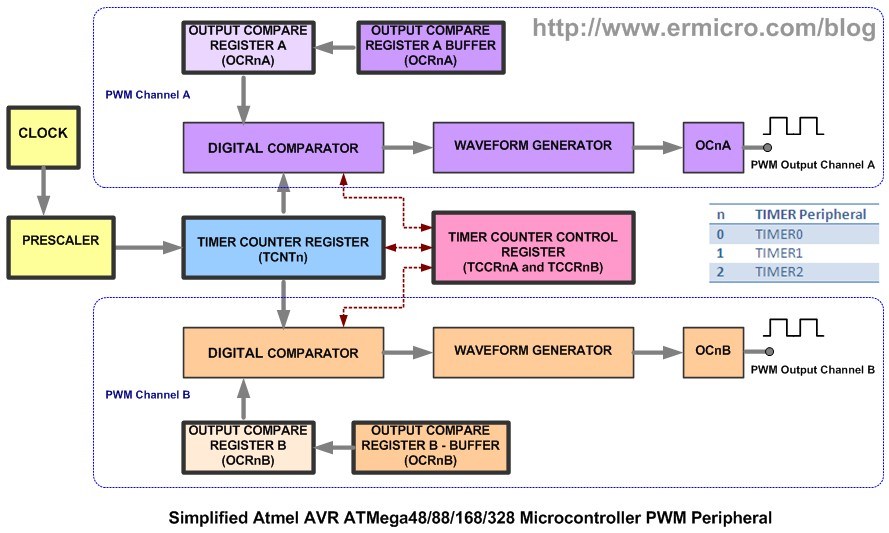 http://www.ermicro.com/blog
OUTPUT COMPARE
REGISTER A
(OCRnA)
OUTPUT COMPARE
REGISTER A BUFFER
(OCRnA)
PWM Channel A
CLOCK
DIGITAL COMPARATOR
WAVEFORM GENERATOR
OCnA
PWM Output Channel A
PRESCALER
TIMER COUNTER REGISTER
(TCNTn)
TIMER COUNTER CONTROL
REGISTER
(TCCRnA and TCCRnB)
n TIMER Peripheral
0 TIMER0
1 TIMER1
2 TIMER2
DIGITAL COMPARATOR
WAVEFORM GENERATOR
OCnB
PWM Output Channel B
PWM Channel B
OUTPUT COMPARE
REGISTER B
(OCRnB)
OUTPUT COMPARE
REGISTER B - BUFFER
(OCRnB)
Simplified Atmel AVR ATMega48/88/168/328 Microcontroller PWM Peripheral